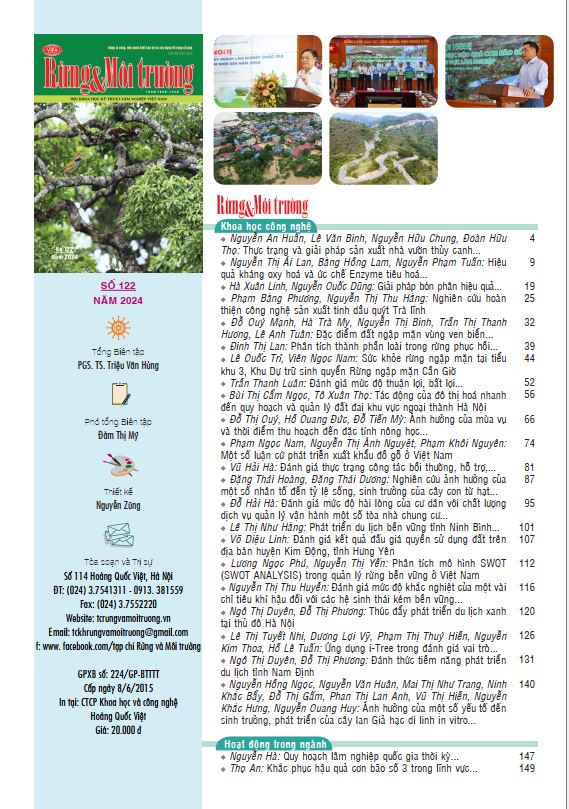 Rừng&Môi trường
HỘI KHOA HỌC KỸ THUẬT LÂM NGHIỆP VIỆT NAM
Số 122
Năm 2024
SỐ 122
NĂM 2024
Tổng Biên tập
PGS. TS. Triệu Văn Hùng
Phó tổng Biên tập
Đàm Thị Mỹ
Thiết kế
Nguyễn Zũng
Tòa soạn và Trị sự
Số 114 Hoàng Quốc Việt, Hà Nội
ĐT: (024) 3.7541311 - 0913. 381559
Fax: (024) 3.7552220
Website: tcrungvamoitruong.vn
Email: tckhrungvamoitruong@gmail.com
f: www. facebook.com/tạp chí Rừng và Môi trường
GPXB số: 224/GP-BTTTT
Cấp ngày 8/6/2015
In tại: CTCP Khoa học và công nghệ
Hoàng Quốc Việt
Giá: 20.000 đ
Rừng&Môi trường
Khoa học công nghệ
Nguyễn An Huấn, Lê Văn Bình, Nguyễn Hữu Chung, Đoàn Hữu 4
Thọ: Thực trạng và giải pháp sản xuất nhà vườn thủy canh...
Nguyễn Thị Ái Lan, Băng Hồng Lam, Nguyễn Phạm Tuấn: Hiệu 9
quả kháng oxy hoá và ức chế Enzyme tiêu hoá...
Hà Xuân Linh, Nguyễn Quốc Dũng: Giải pháp bón phân hiệu quả... 19
Phạm Bằng Phương, Nguyễn Thị Thu Hằng: Nghiên cứu hoàn 25
thiện công nghệ sản xuất tinh dầu quýt Trà lĩnh
Đỗ Quý Mạnh, Hà Trà My, Nguyễn Thị Bình, Trần Thị Thanh 32
Hương, Lê Anh Tuân: Đặc điểm đất ngập mặn vùng ven biển...
Đinh Thị Lan: Phân tích thành phần loài trong rừng phục hồi... 39
Lê Quốc Trí, Viên Ngọc Nam: Sức khỏe rừng ngập mặn tại tiểu 44
khu 3, Khu Dự trữ sinh quyển Rừng ngập mặn Cần Giờ
Trần Thanh Luân: Đánh giá mức độ thuận lợi, bất lợi... 52
Bùi Thị Cẩm Ngọc, Tô Xuân Thọ: Tác động của đô thị hoá nhanh 56
đến quy hoạch và quản lý đất đai khu vực ngoại thành Hà Nội
Đỗ Thị Quý, Hồ Quang Đức, Đỗ Tiến Mỹ: Ảnh hưởng của mùa vụ 66
và thời điểm thu hoạch đến đặc tính nông học...
Phạm Ngọc Nam, Nguyễn Thị Ánh Nguyệt, Phạm Khôi Nguyên: 74
Một số luận cứ phát triển xuất khẩu đồ gỗ ở Việt Nam
Vũ Hải Hà: Đánh giá thực trạng công tác bồi thường, hỗ trợ,... 81
Đặng Thái Hoàng, Đặng Thái Dương: Nghiên cứu ảnh hưởng của 87
một số nhân tố đến tỷ lệ sống, sinh trưởng của cây con từ hạt...
Đỗ Hải Hà: Đánh giá mức độ hài lòng của cư dân với chất lượng 95
dịch vụ quản lý vận hành một số tòa nhà chung cư...
Lê Thị Như Hằng: Phát triển du lịch bền vững tỉnh Ninh Bình... 101
Võ Diệu Linh: Đánh giá kết quả đấu giá quyền sử dụng đất trên 107
địa bàn huyện Kim Động, tỉnh Hưng Yên
Lương Ngọc Phú, Nguyễn Thị Yến: Phân tích mô hình SWOT 112
(SWOT ANALYSIS) trong quản lý rừng bền vững ở Việt Nam
Nguyễn Thị Thu Huyền: Đánh giá mức độ khắc nghiệt của một vài 116
chỉ tiêu khí hậu đối với các hệ sinh thái kém bền vững...
Ngô Thị Duyên, Đỗ Thị Phương: Thúc đẩy phát triển du lịch xanh 120
tại thủ đô Hà Nội
Lê Thị Tuyết Nhi, Dương Lợi Vỹ, Phạm Thị Thuý Hiền, Nguyễn 126
Kim Thoa, Hồ Lê Tuấn: Ứng dụng i-Tree trong đánh giá vai trò...
Ngô Thị Duyên, Đỗ Thị Phương: Đánh thức tiềm năng phát triển 131
du lịch tỉnh Nam Định
Nguyễn Hồng Ngọc, Nguyễn Văn Huân, Mai Thị Như Trang, Ninh 140
Khắc Bẩy, Đỗ Thị Gấm, Phan Thị Lan Anh, Vũ Thị Hiền, Nguyễn
Khắc Hưng, Nguyễn Quang Huy: Ảnh hưởng của một số yếu tố đến
sinh trưởng, phát triển của cây lan Giả hạc di linh in vitro...
Hoạt động trong ngành
Nguyễn Hà: Quy hoạch lâm nghiệp quốc gia thời kỳ... 147
Thọ An: Khắc phục hậu quả cơn bão số 3 trong lĩnh vực... 149